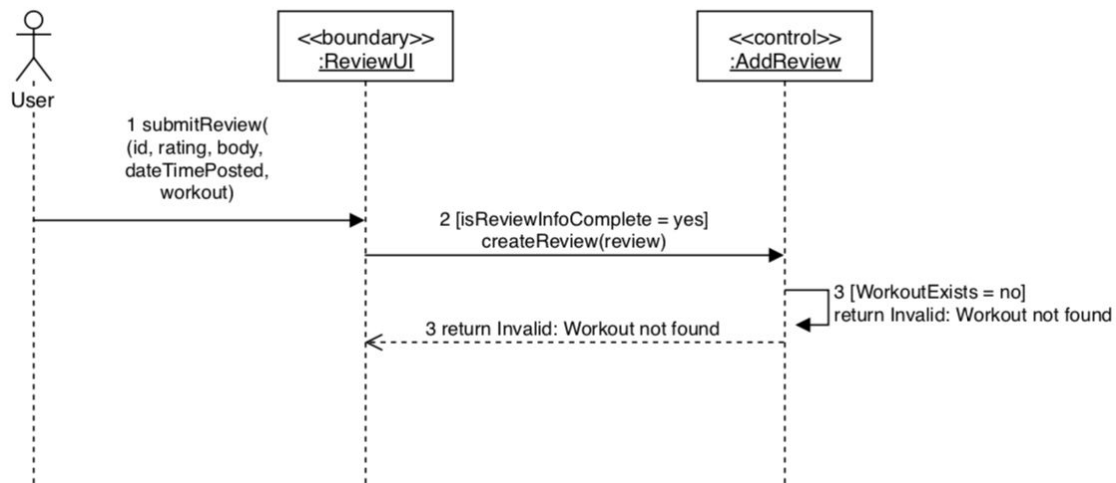 <<boundary>>
:ReviewUI
<<control>>
:AddReview
User
1 submitReview(
(id, rating, body,
dateTimePosted,
workout)
2 [isReviewInfoComplete = yes]
createReview(review)
3 [WorkoutExists = no]
return Invalid: Workout not found
3 return Invalid: Workout not found